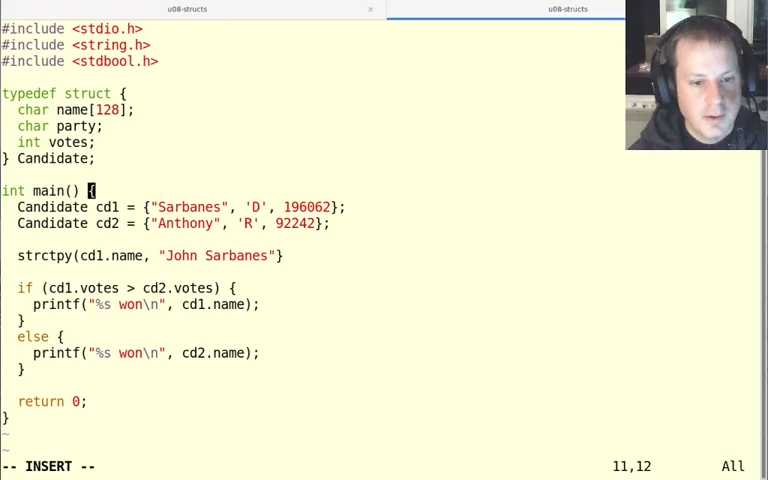 u08-structs × u08-structs
#include <stdio.h>
#include <string.h>
#include <stdbool.h>
typedef struct {
  char name[128];
  char party;
  int votes;
} Candidate;
int main() {
  Candidate cd1 = {"Sarbanes", 'D', 196062};
  Candidate cd2 = {"Anthony", 'R', 92242};
  strctpy(cd1.name, "John Sarbanes"}
  if (cd1.votes > cd2.votes) {
    printf("%s won\n", cd1.name);
  }
  else {
    printf("%s won\n", cd2.name);
  }
  return 0;
}
~
~
-- INSERT -- 11,12 All